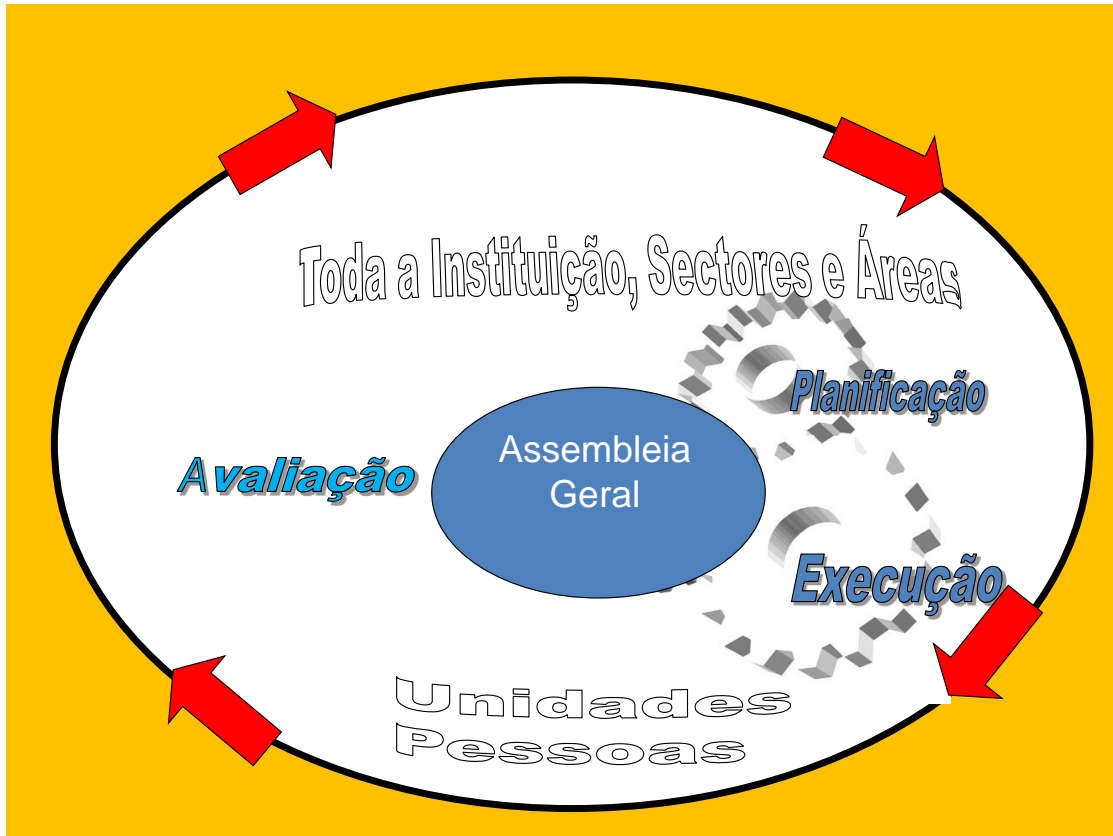 Toda a Instituição, Sectores e Áreas
Planificação
Assembleia
Geral
Avaliação
Execução
Unidades
Pessoas